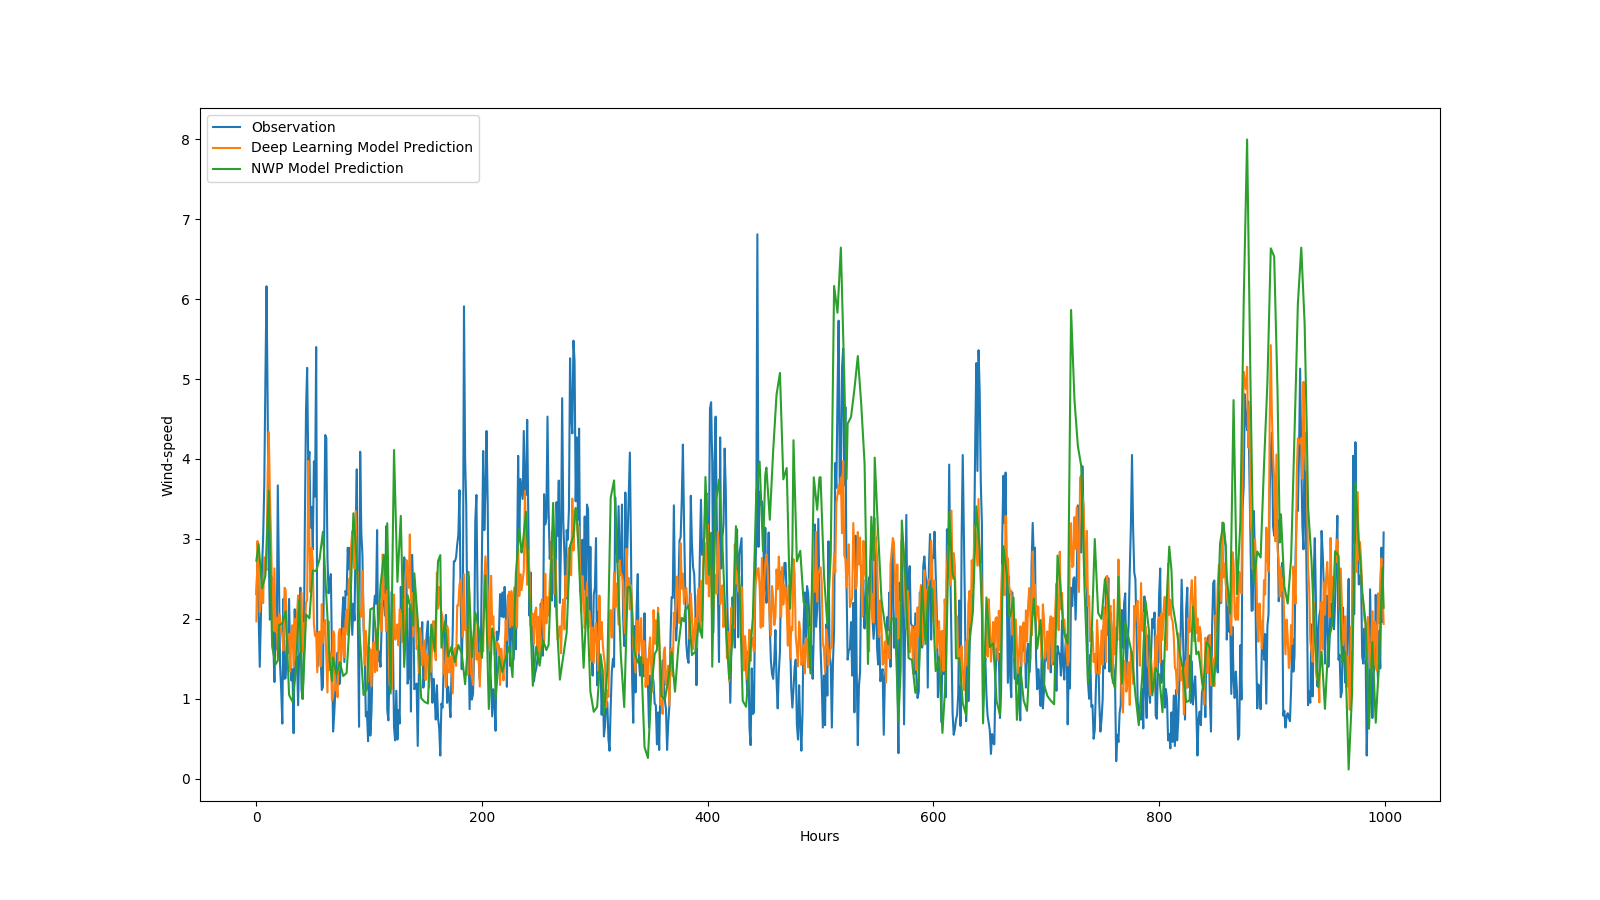 Observation
Deep Learning Model Prediction
NWP Model Prediction
8
7
6
5
4
3
2
1
0
Wind-speed
0 200 400 600 800 1000
Hours